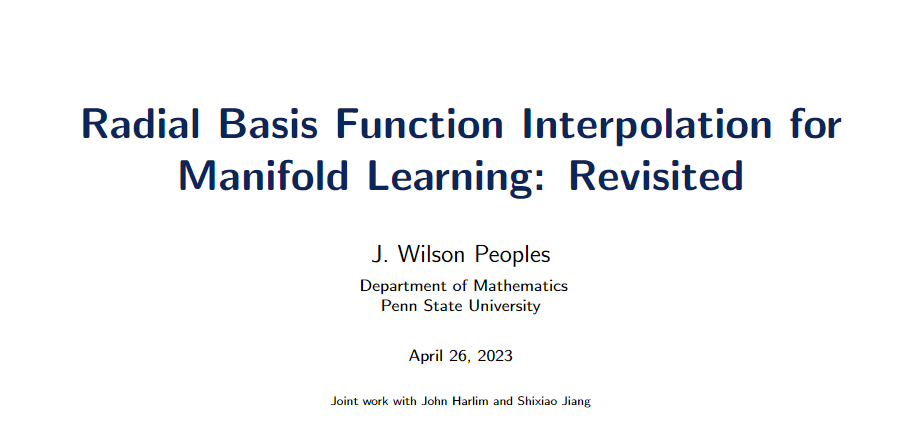 Radial Basis Function Interpolation for
Manifold Learning: Revisited
J. Wilson Peoples
Department of Mathematics
Penn State University
April 26, 2023
Joint work with John Harlim and Shixiao Jiang